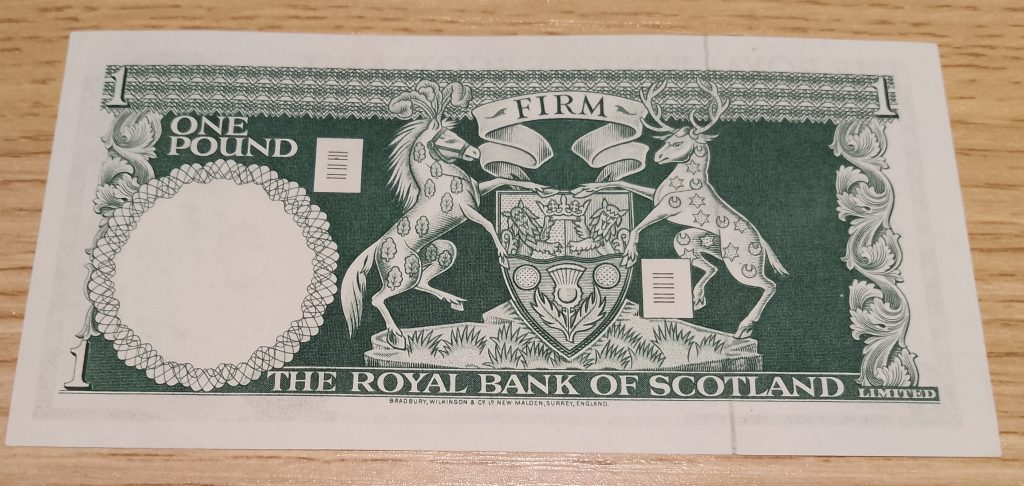 1
1
FIRM
ONE
POUND
1
THE ROYAL BANK OF SCOTLAND LIMITED
BRADBURY, WILKINSON & Cº Lº NEW MALDEN, SURREY, ENGLAND.